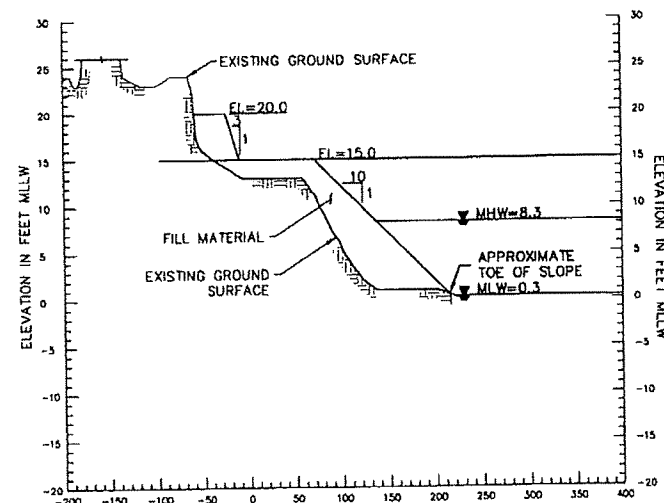 EXISTING GROUND SURFACE
EL=20.0
3
1
EL=15.0
10
1
MHW=8.3
FILL MATERIAL
EXISTING GROUND
SURFACE
APPROXIMATE
TOE OF SLOPE
MLW=0.3
ELEVATION IN FEET MLLW
30
25
20
15
10
5
0
-5
-10
-15
-20
ELEVATION IN FEET MLLW
30
25
20
15
10
5
0
-5
-10
-15
-20
-200 -150 -100 -50 0 50 100 150 200 250 300 350 400